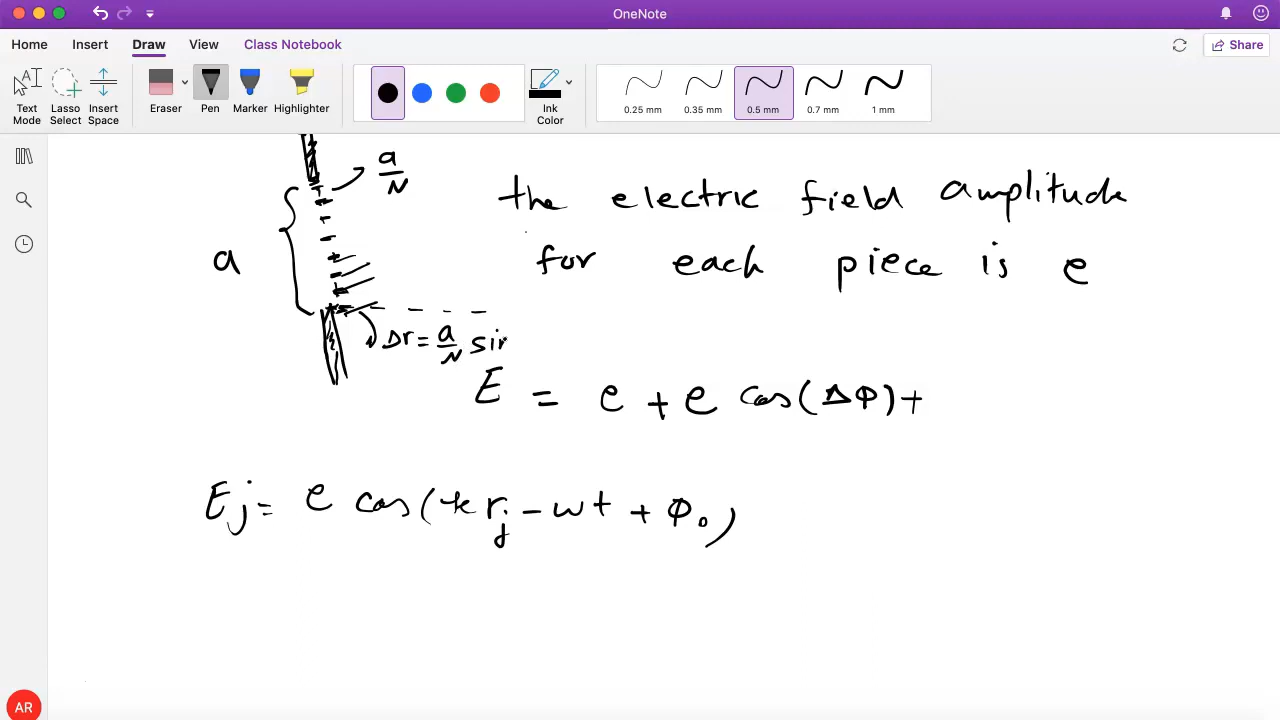 OneNote
Home Insert Draw View Class Notebook Share
Text Mode Lasso Select Insert Space Eraser Pen Marker Highlighter Ink Color 0.25 mm 0.35 mm 0.5 mm 0.7 mm 1 mm
a/N
the electric field amplitude
a for each piece is e
Δr = a/N sin
E = e + e cos(ΔΦ) +
Ej = e cos(k rj - ωt + Φ₀)
AR